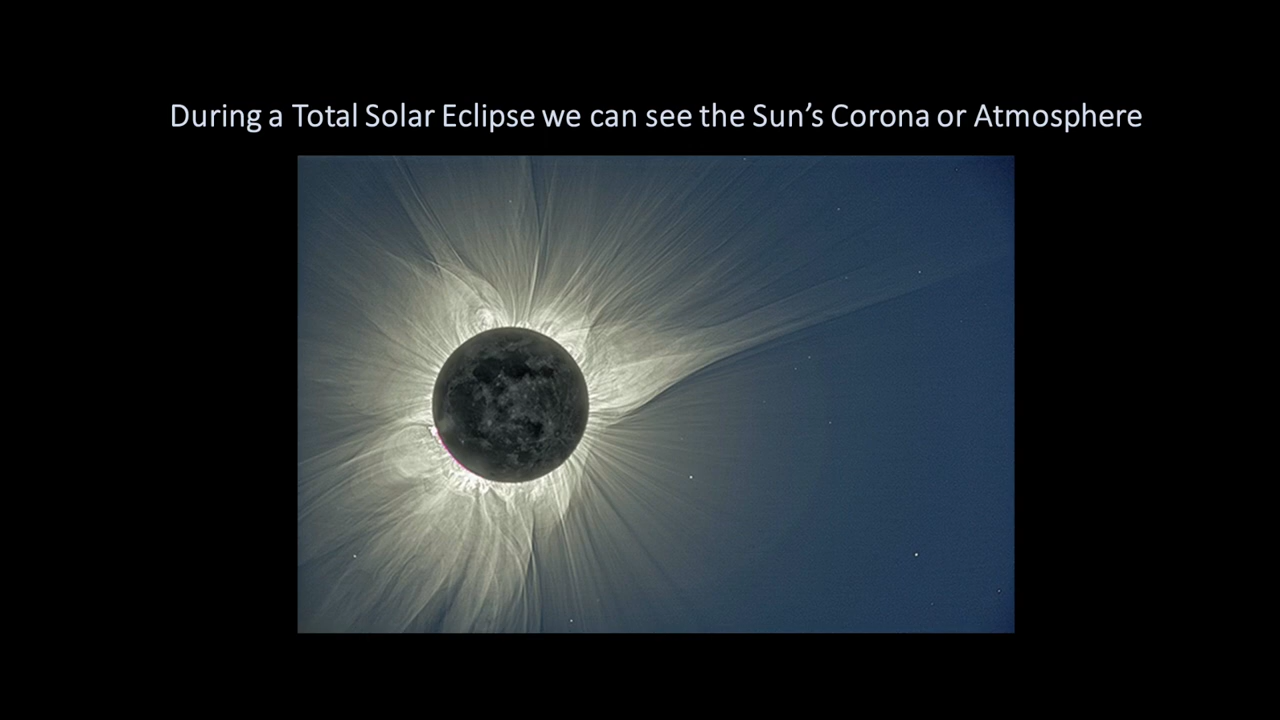 During a Total Solar Eclipse we can see the Sun’s Corona or Atmosphere